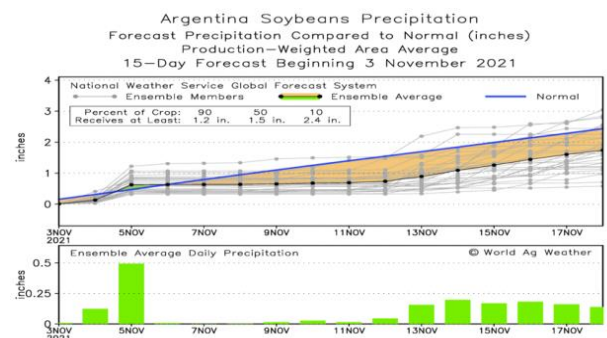 Argentina Soybeans Precipitation
Forecast Precipitation Compared to Normal (inches)
Production-Weighted Area Average
15-Day Forecast Beginning 3 November 2021
National Weather Service Global Forecast System
Ensemble Members Ensemble Average Normal
Percent of Crop: 90 50 10
Receives at Least: 1.2 in. 1.5 in. 2.4 in.
inches
4
3
2
1
0
3NOV 5NOV 7NOV 9NOV 11NOV 13NOV 15NOV 17NOV
2021
Ensemble Average Daily Precipitation © World Ag Weather
inches
0.5
0.25
0
3NOV 5NOV 7NOV 9NOV 11NOV 13NOV 15NOV 17NOV
2021